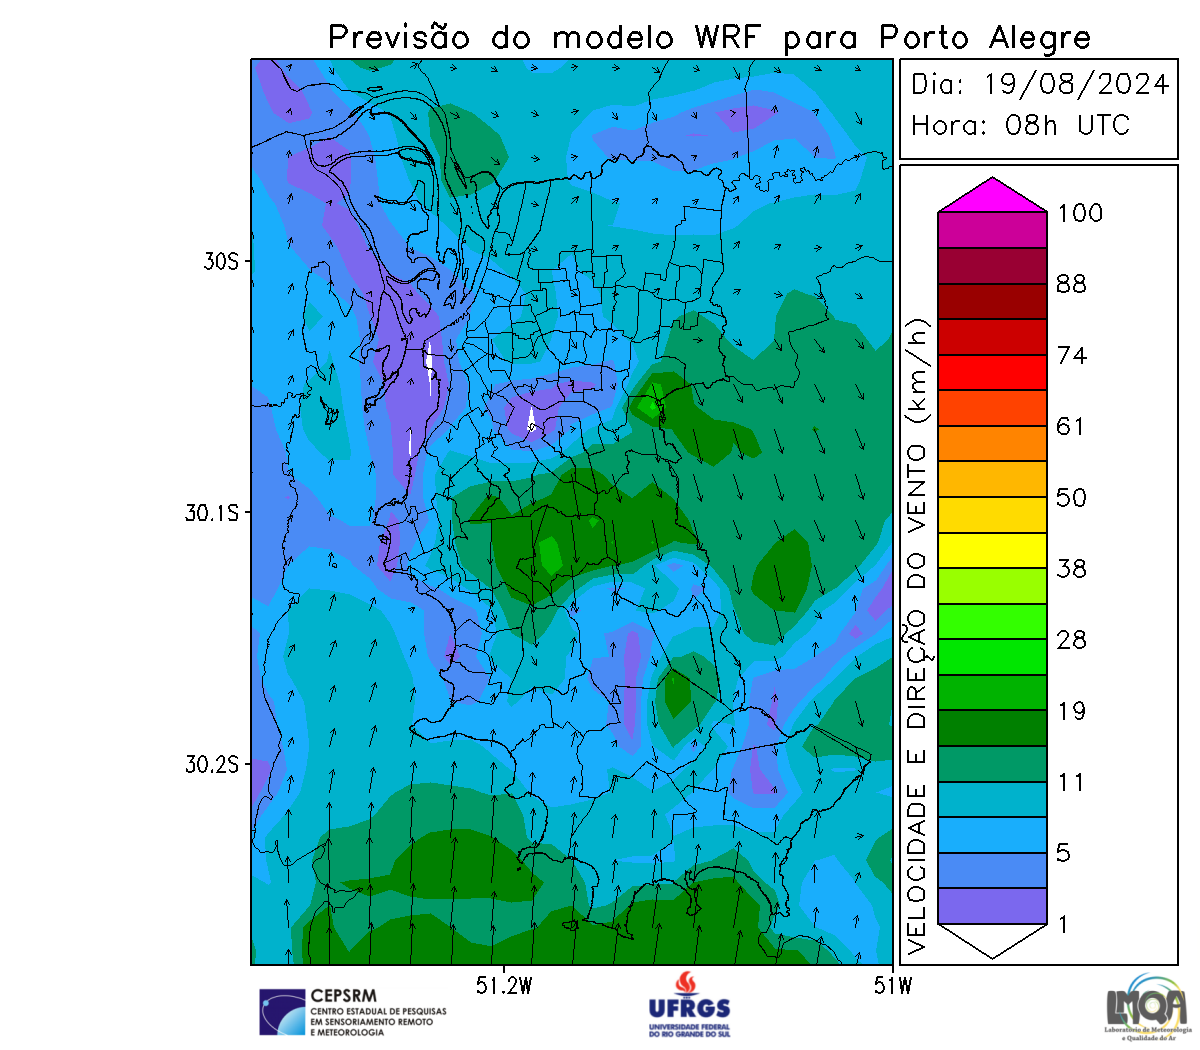 Previsão do modelo WRF para Porto Alegre
Dia: 19/08/2024
Hora: 08h UTC
30S
30.1S
30.2S
51.2W
51W
VELOCIDADE E DIREÇÃO DO VENTO (km/h)
100
88
74
61
50
38
28
19
11
5
1
CEPSRM
CENTRO ESTADUAL DE PESQUISAS
EM SENSORIAMENTO REMOTO
E METEOROLOGIA
UFRGS
UNIVERSIDADE FEDERAL
DO RIO GRANDE DO SUL
LMQA
Laboratório de Meteorologia
e Qualidade do Ar